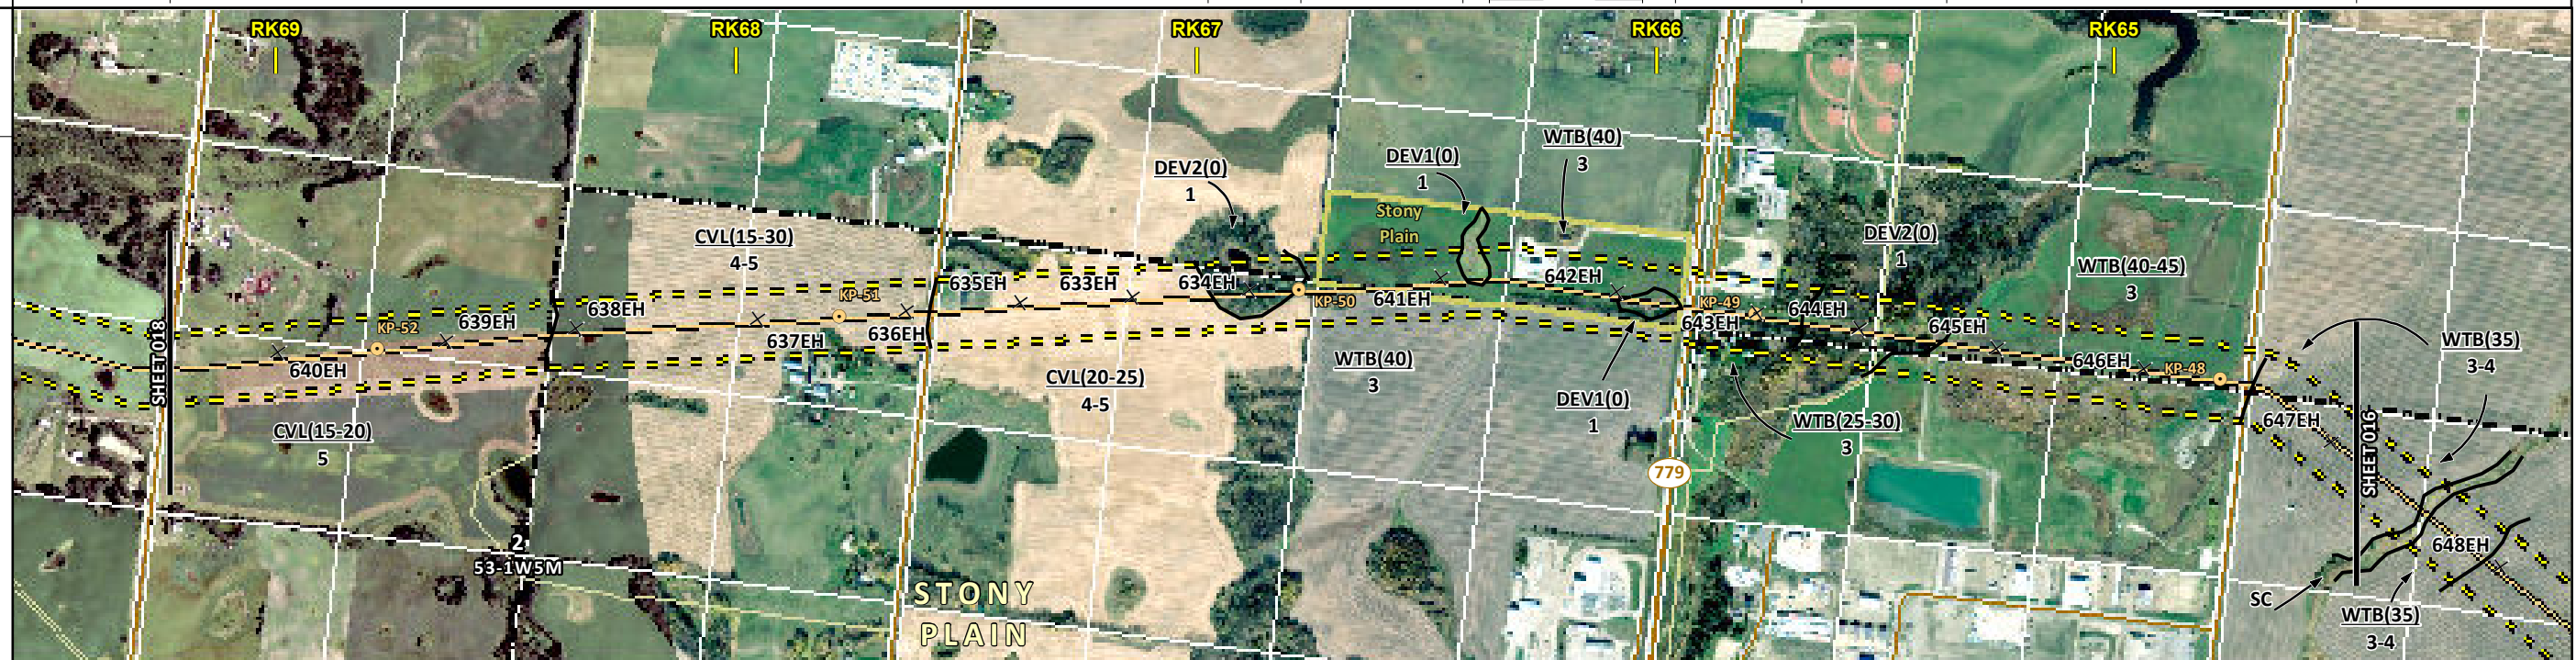 RK69
RK68
RK67
RK66
RK65
WTB(40)
3
DEV1(0)
1
DEV2(0)
1
Stony
Plain
CVL(15-30)
4-5
DEV2(0)
1
WTB(40-45)
3
635EH
633EH
634EH
642EH
KP-51
KP-50
641EH
KP-49
644EH
638EH
639EH
KP-52
643EH
645EH
637EH
636EH
640EH
SHEET 018
WTB(40)
3
646EH
KP-48
WTB(35)
3-4
CVL(20-25)
4-5
DEV1(0)
1
WTB(25-30)
3
647EH
CVL(15-20)
5
SHEET 016
779
2
53-1W5M
648EH
STONY
PLAIN
SC
WTB(35)
3-4